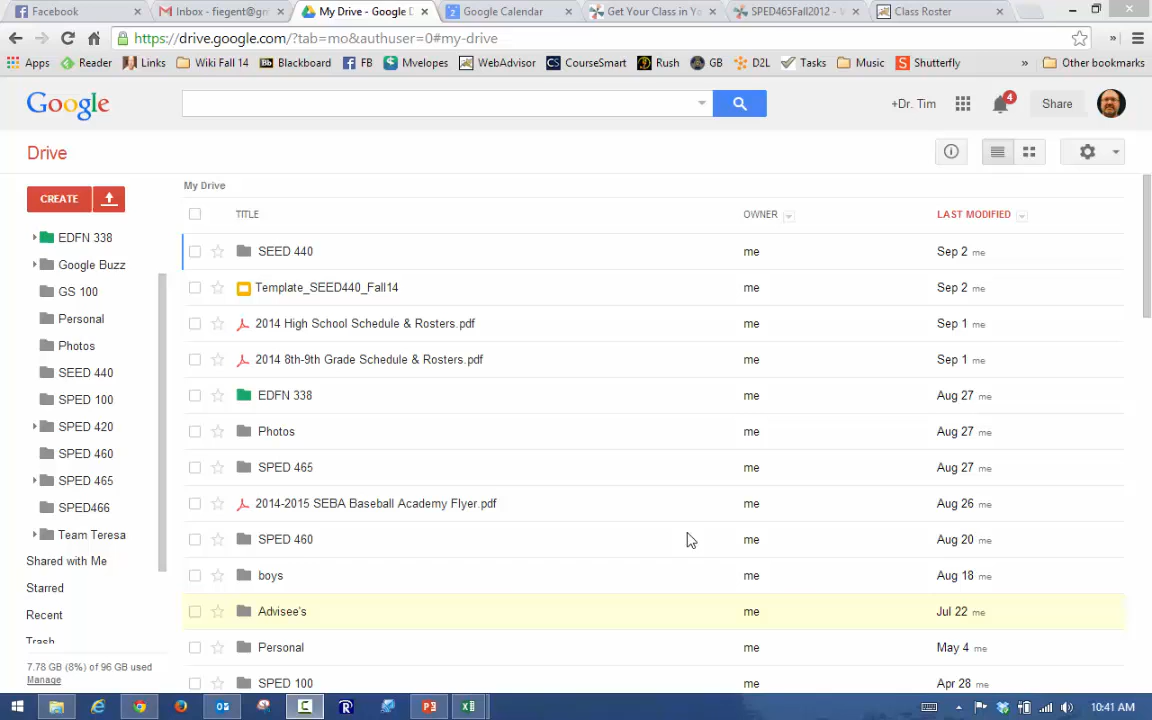 Facebook
Inbox - fiegent@gr
My Drive - Google D
2 Google Calendar
Get Your Class in Y
SPED465Fall2012 - W
Class Roster
https://drive.google.com/?tab=mo&authuser=0#my-drive
Apps Reader Links Wiki Fall 14 Bb Blackboard FB Mvelopes WebAdvisor CS CourseSmart Rush GB D2L Tasks Music S Shutterfly » Other bookmarks
Google
+Dr. Tim
4
Share
Drive
CREATE
My Drive
TITLE OWNER LAST MODIFIED
EDFN 338
Google Buzz
GS 100
Personal
Photos
SEED 440
SPED 100
SPED 420
SPED 460
SPED 465
SPED466
Team Teresa
Shared with Me
Starred
Recent
Trash
7.78 GB (8%) of 96 GB used
Manage
SEED 440 me Sep 2 me
Template_SEED440_Fall14 me Sep 2 me
2014 High School Schedule & Rosters.pdf me Sep 1 me
2014 8th-9th Grade Schedule & Rosters.pdf me Sep 1 me
EDFN 338 me Aug 27 me
Photos me Aug 27 me
SPED 465 me Aug 27 me
2014-2015 SEBA Baseball Academy Flyer.pdf me Aug 26 me
SPED 460 me Aug 20 me
boys me Aug 18 me
Advisee's me Jul 22 me
Personal me May 4 me
SPED 100 me Apr 28 me
10:41 AM